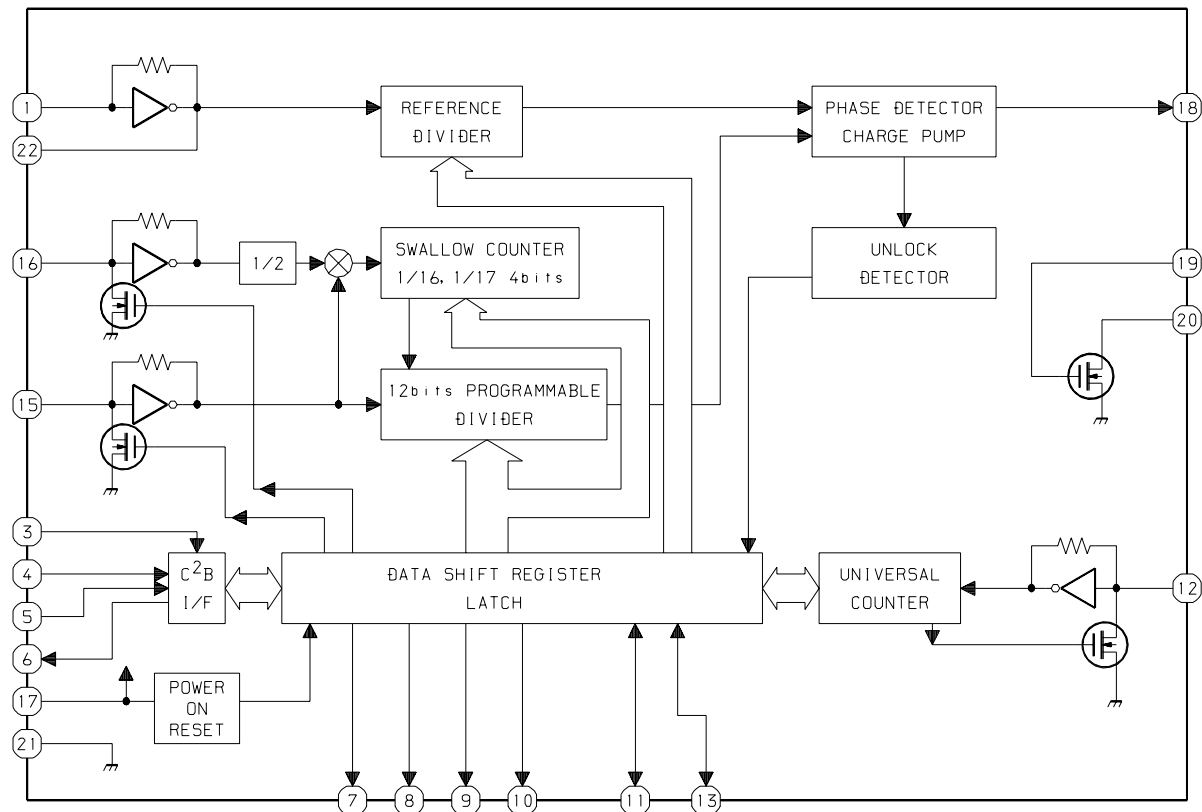 1
REFERENCE
DIVIDER
PHASE DETECTOR
CHARGE PUMP
18
22
16
1/2
SWALLOW COUNTER
1/16, 1/17 4bits
UNLOCK
DETECTOR
19
20
15
12bits PROGRAMMABLE
DIVIDER
3
4
5
6
C²B
I/F
DATA SHIFT REGISTER
LATCH
UNIVERSAL
COUNTER
12
17
POWER
ON
RESET
21
7
8
9
10
11
13